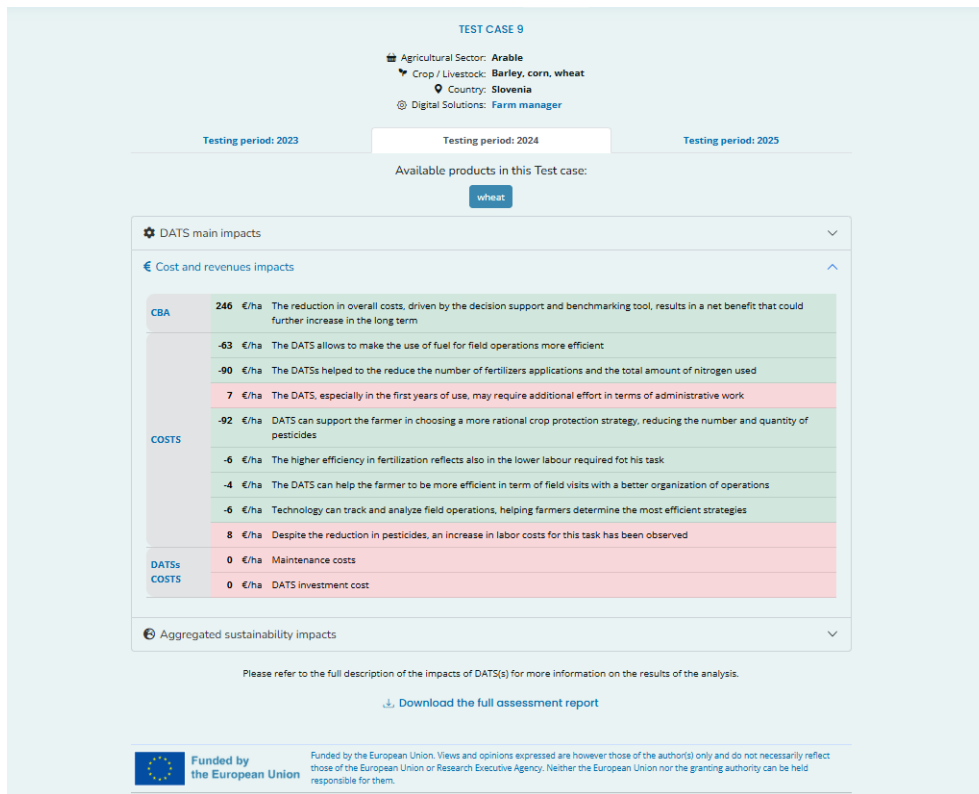 TEST CASE 9
Agricultural Sector: Arable
Crop / Livestock: Barley, corn, wheat
Country: Slovenia
Digital Solutions: Farm manager
Testing period: 2023
Testing period: 2024
Testing period: 2025
Available products in this Test case:
wheat
DATS main impacts
€ Cost and revenues impacts
CBA
246 €/ha The reduction in overall costs, driven by the decision support and benchmarking tool, results in a net benefit that could
further increase in the long term
COSTS
-63 €/ha The DATS allows to make the use of fuel for field operations more efficient
-90 €/ha The DATSs helped to the reduce the number of fertilizers applications and the total amount of nitrogen used
7 €/ha The DATS, especially in the first years of use, may require additional effort in terms of administrative work
-92 €/ha DATS can support the farmer in choosing a more rational crop protection strategy, reducing the number and quantity of
pesticides
-6 €/ha The higher efficiency in fertilization reflects also in the lower labour required fot his task
-4 €/ha The DATS can help the farmer to be more efficient in term of field visits with a better organization of operations
-6 €/ha Technology can track and analyze field operations, helping farmers determine the most efficient strategies
8 €/ha Despite the reduction in pesticides, an increase in labor costs for this task has been observed
DATSs
COSTS
0 €/ha Maintenance costs
0 €/ha DATS investment cost
Aggregated sustainability impacts
Please refer to the full description of the impacts of DATS(s) for more information on the results of the analysis.
Download the full assessment report
Funded by
the European Union
Funded by the European Union. Views and opinions expressed are however those of the author(s) only and do not necessarily reflect
those of the European Union or Research Executive Agency. Neither the European Union nor the granting authority can be held
responsible for them.